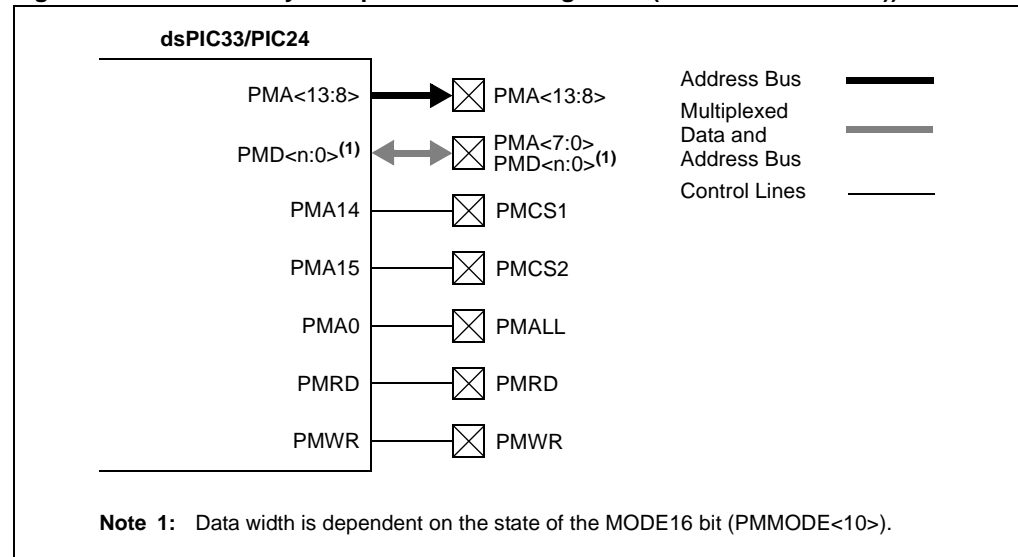 dsPIC33/PIC24
PMA<13:8> PMA<13:8>
PMD<n:0>(1) PMA<7:0>
PMD<n:0>(1)
PMA14 PMCS1
PMA15 PMCS2
PMA0 PMALL
PMRD PMRD
PMWR PMWR
Address Bus
Multiplexed
Data and
Address Bus
Control Lines
Note 1: Data width is dependent on the state of the MODE16 bit (PMMODE<10>).